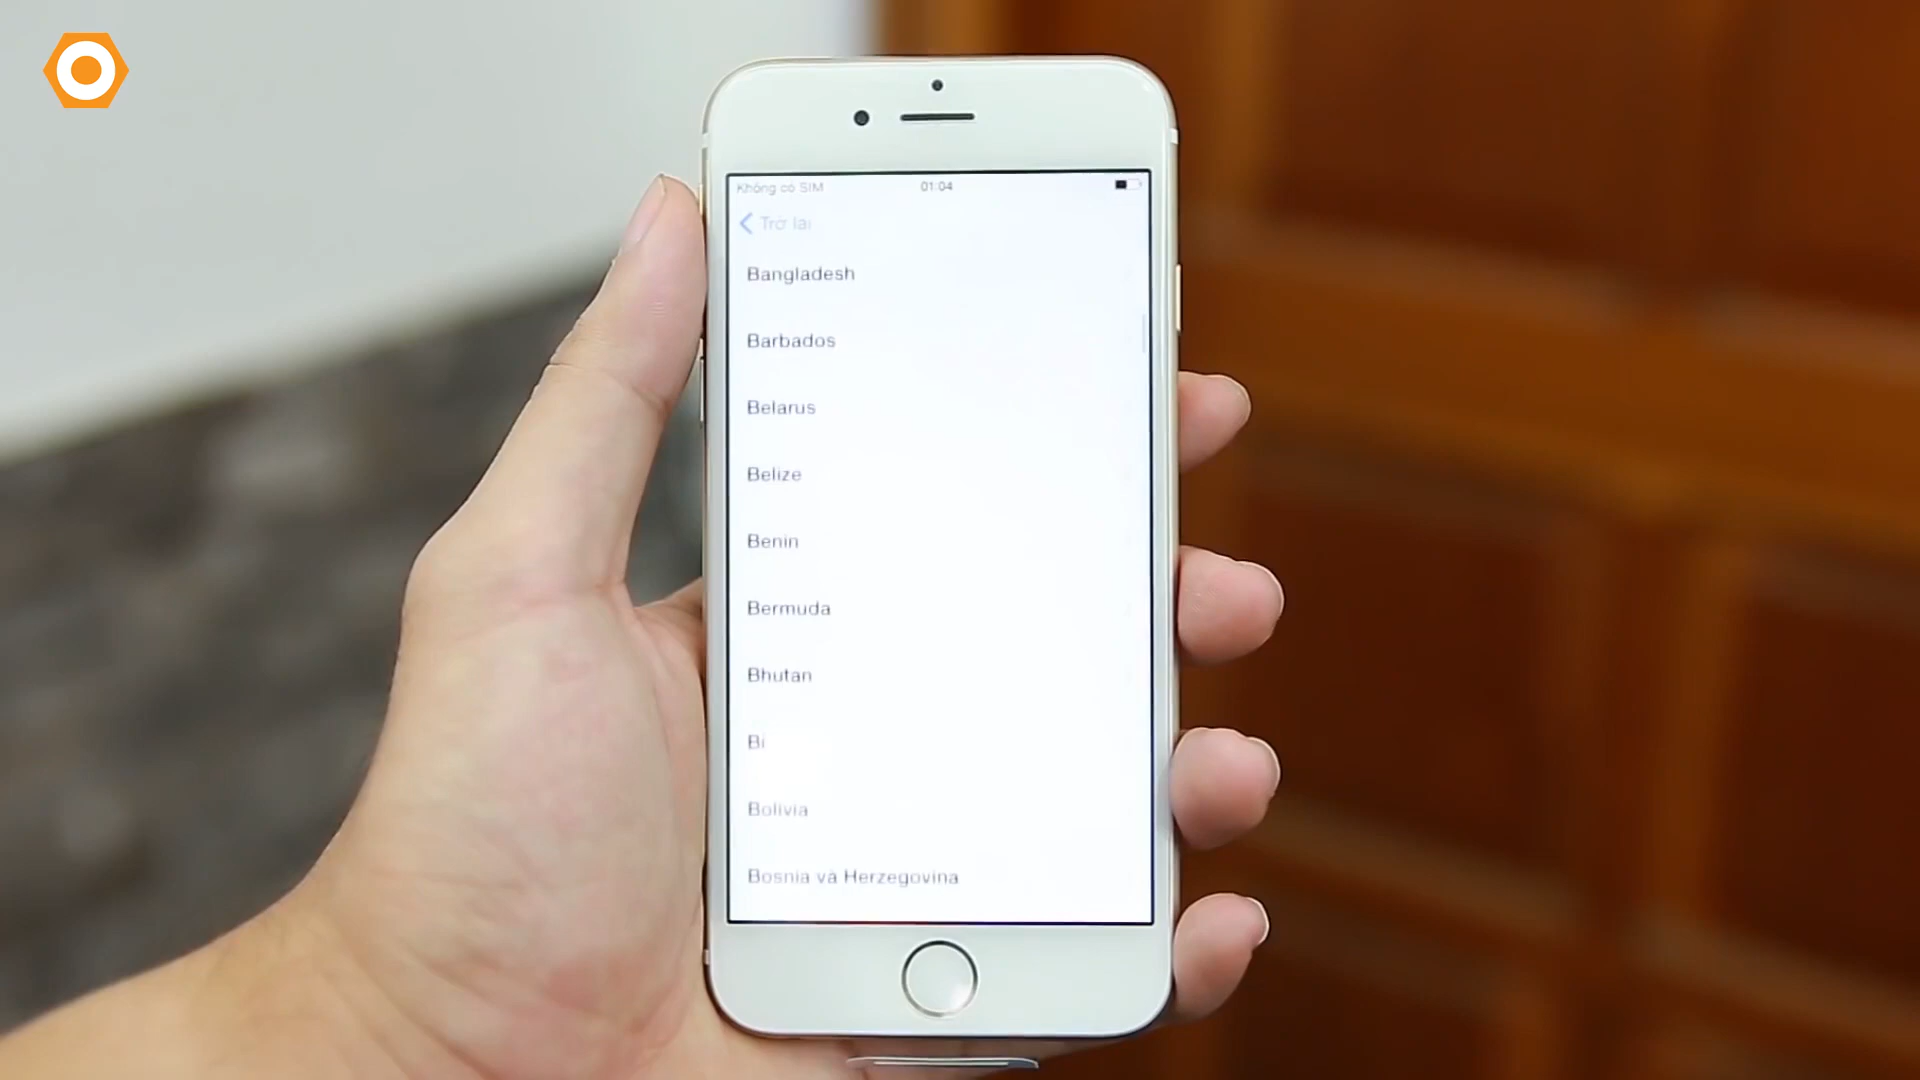 Không có SIM 01:04
Trở lại
Bangladesh
Barbados
Belarus
Belize
Benin
Bermuda
Bhutan
Bỉ
Bolivia
Bosnia và Herzegovina